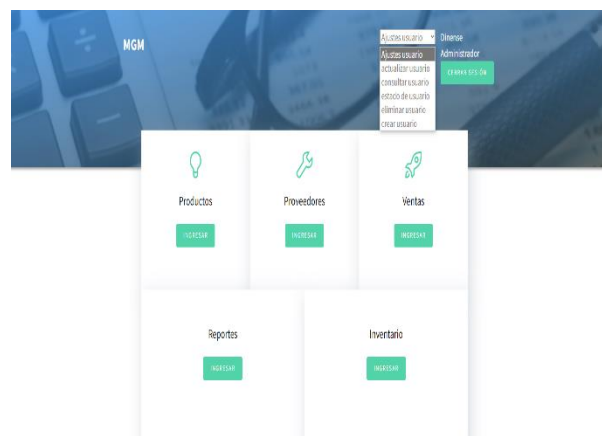 MGM
Ajustes usuario
Oinense
Ajustes usuario
actualizar usuario
consultar usuario
estado de usuario
eliminar usuario
crear usuario
Administrador
CERRAR SESIÓN
Productos
Proveedores
Ventas
INGRESAR
INGRESAR
INGRESAR
Reportes
Inventario
INGRESAR
INGRESAR